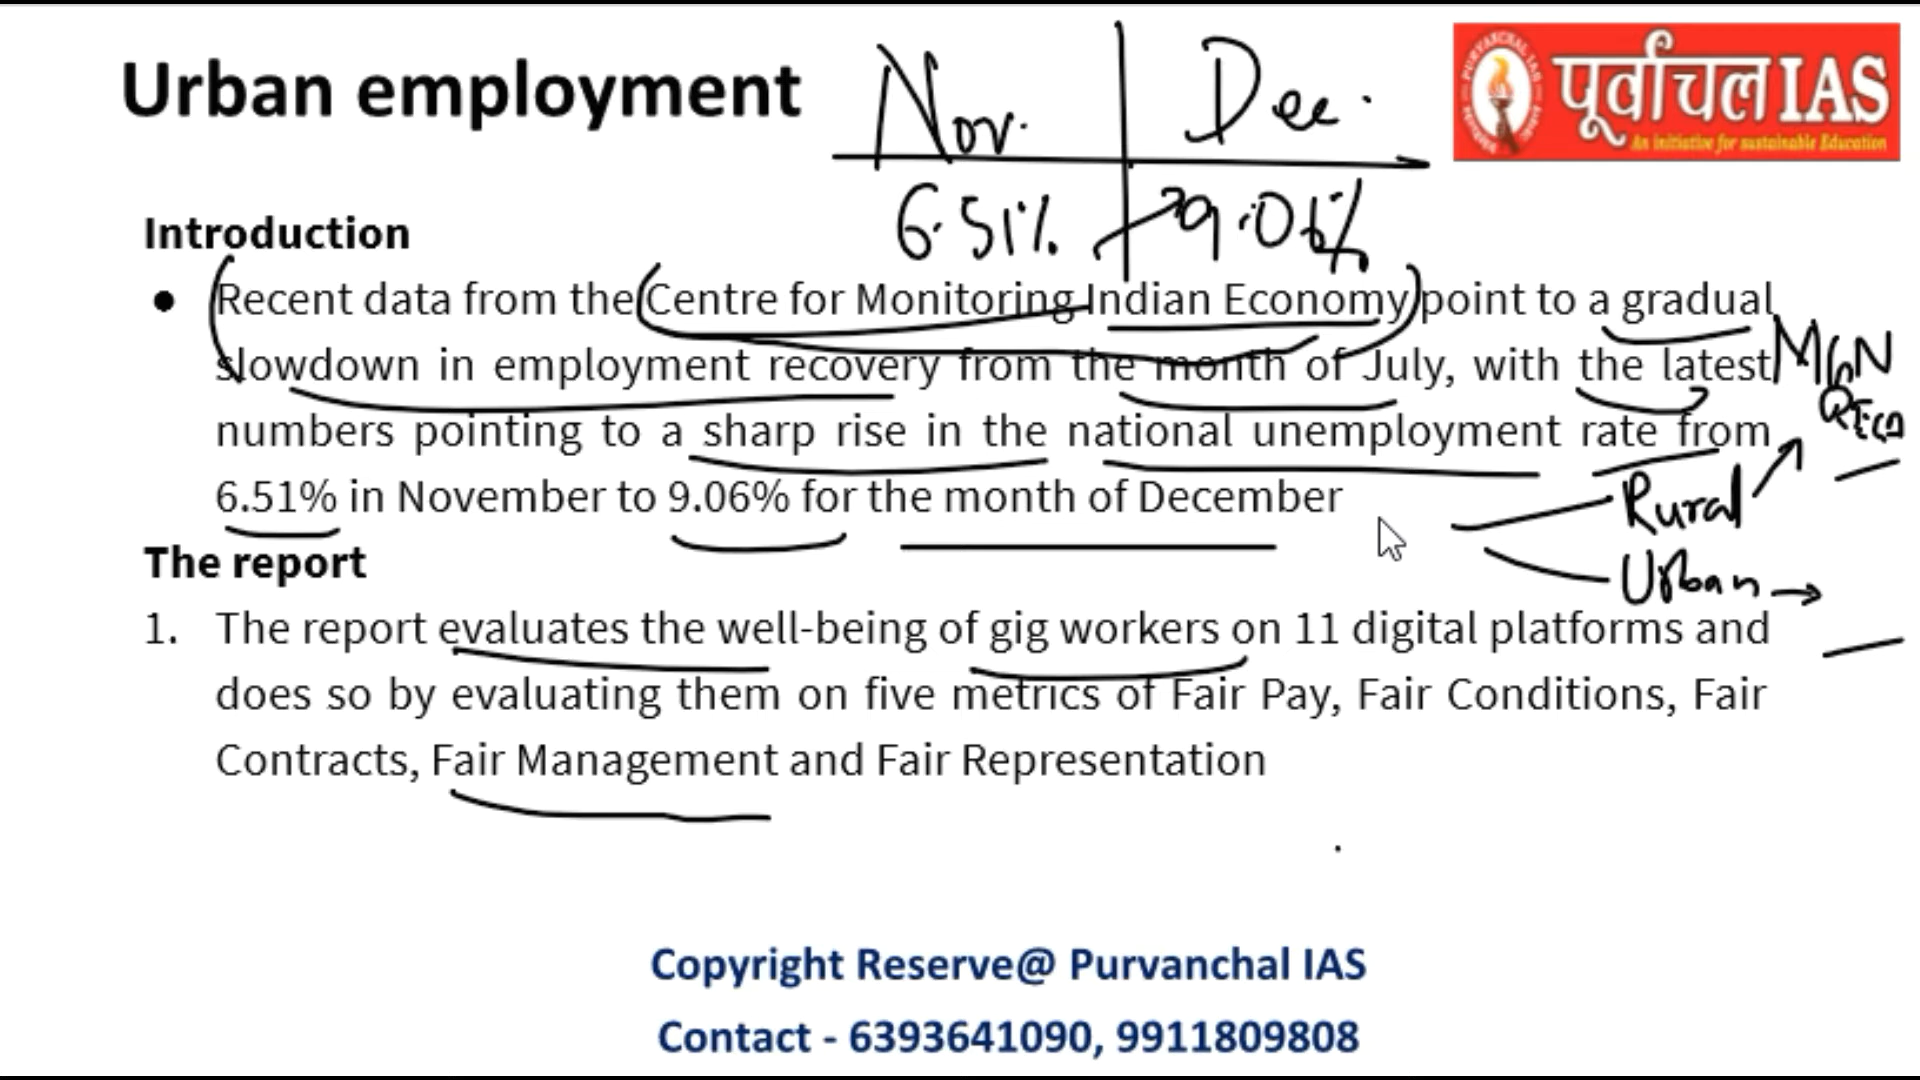 Urban employment
Nov. Dec.
6.51% 9.06%
पूर्वांचल IAS
An initiative for sustainable Education
PURVANCHAL IAS
Introduction
● Recent data from the Centre for Monitoring Indian Economy point to a gradual
slowdown in employment recovery from the month of July, with the latest
numbers pointing to a sharp rise in the national unemployment rate from
6.51% in November to 9.06% for the month of December
Rural
Urban
The report
1. The report evaluates the well-being of gig workers on 11 digital platforms and
does so by evaluating them on five metrics of Fair Pay, Fair Conditions, Fair
Contracts, Fair Management and Fair Representation
Copyright Reserve@ Purvanchal IAS
Contact - 6393641090, 9911809808